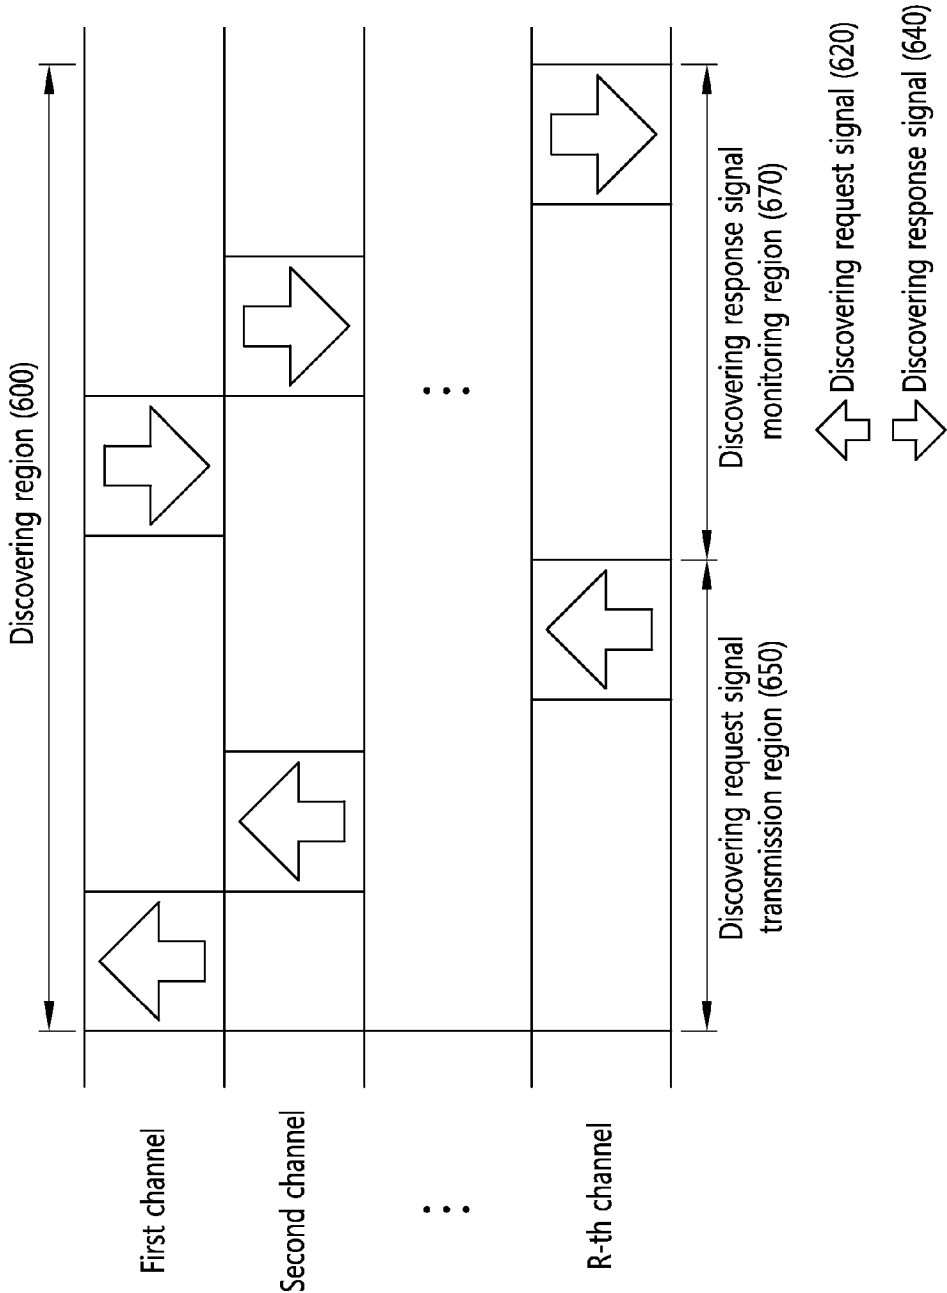 Discovering region (600)
First channel
Second channel
R-th channel
Discovering request signal
transmission region (650)
Discovering response signal
monitoring region (670)
Discovering request signal (620)
Discovering response signal (640)